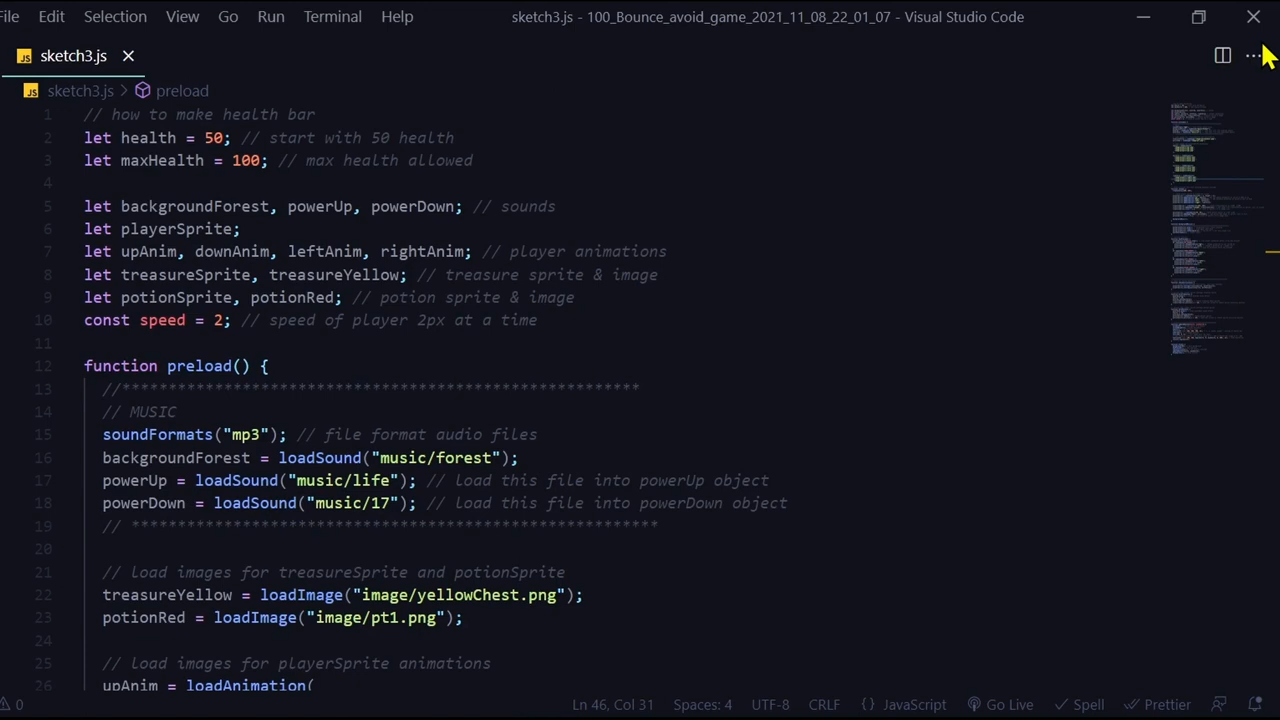 File Edit Selection View Go Run Terminal Help sketch3.js - 100_Bounce_avoid_game_2021_11_08_22_01_07 - Visual Studio Code
JS sketch3.js
JS sketch3.js > preload
1 // how to make health bar
2 let health = 50; // start with 50 health
3 let maxHealth = 100; // max health allowed
4
5 let backgroundForest, powerUp, powerDown; // sounds
6 let playerSprite;
7 let upAnim, downAnim, leftAnim, rightAnim; // player animations
8 let treasureSprite, treasureYellow; // treasure sprite & image
9 let potionSprite, potionRed; // potion sprite & image
10 const speed = 2; // speed of player 2px at a time
11
12 function preload() {
13 //********************************************************
14 // MUSIC
15 soundFormats("mp3"); // file format audio files
16 backgroundForest = loadSound("music/forest");
17 powerUp = loadSound("music/life"); // load this file into powerUp object
18 powerDown = loadSound("music/17"); // load this file into powerDown object
19 // *********************************************************
20
21 // load images for treasureSprite and potionSprite
22 treasureYellow = loadImage("image/yellowChest.png");
23 potionRed = loadImage("image/pt1.png");
24
25 // load images for playerSprite animations
26 upAnim = loadAnimation(
0 Ln 46, Col 31 Spaces: 4 UTF-8 CRLF {} JavaScript Go Live Spell Prettier